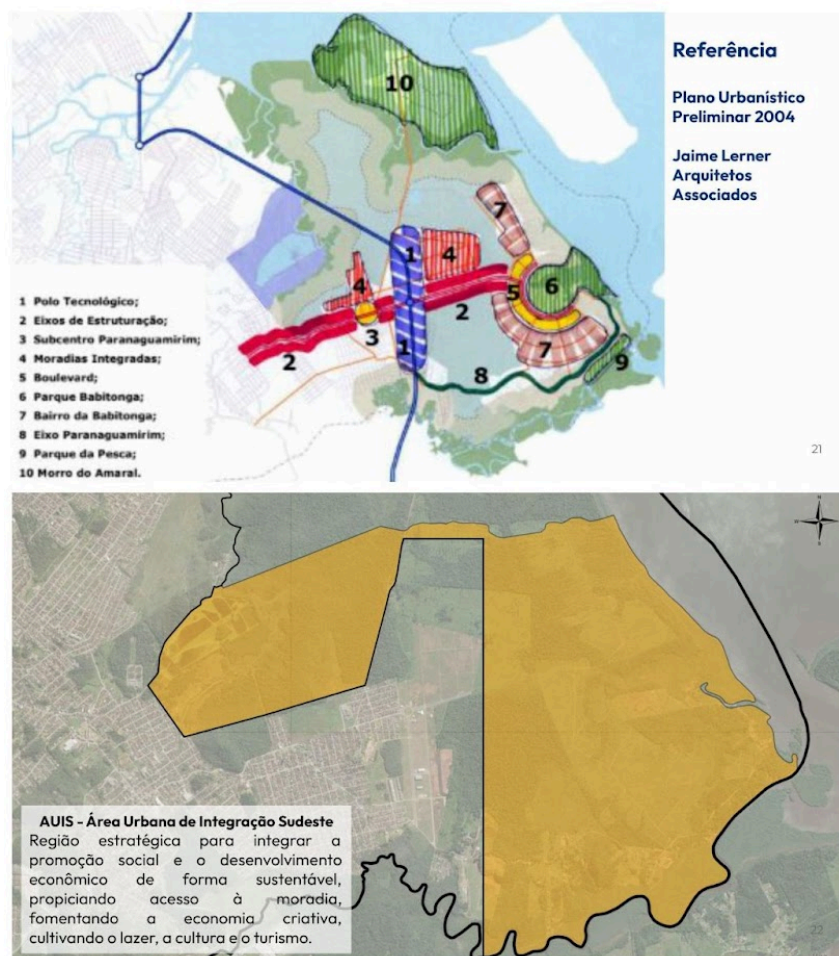 Referência
Plano Urbanístico
Preliminar 2004
Jaime Lerner
Arquitetos
Associados
10
7
1
4
4
5
6
2
3
2
1
7
8
9
1 Polo Tecnológico;
2 Eixos de Estruturação;
3 Subcentro Paranaguamirim;
4 Moradias Integradas;
5 Boulevard;
6 Parque Babitonga;
7 Bairro da Babitonga;
8 Eixo Paranaguamirim;
9 Parque da Pesca;
10 Morro do Amaral.
21
N
W
E
S
AUIS - Área Urbana de Integração Sudeste
Região estratégica para integrar a
promoção social e o desenvolvimento
econômico de forma sustentável,
propiciando acesso à moradia,
fomentando a economia criativa,
cultivando o lazer, a cultura e o turismo.
22